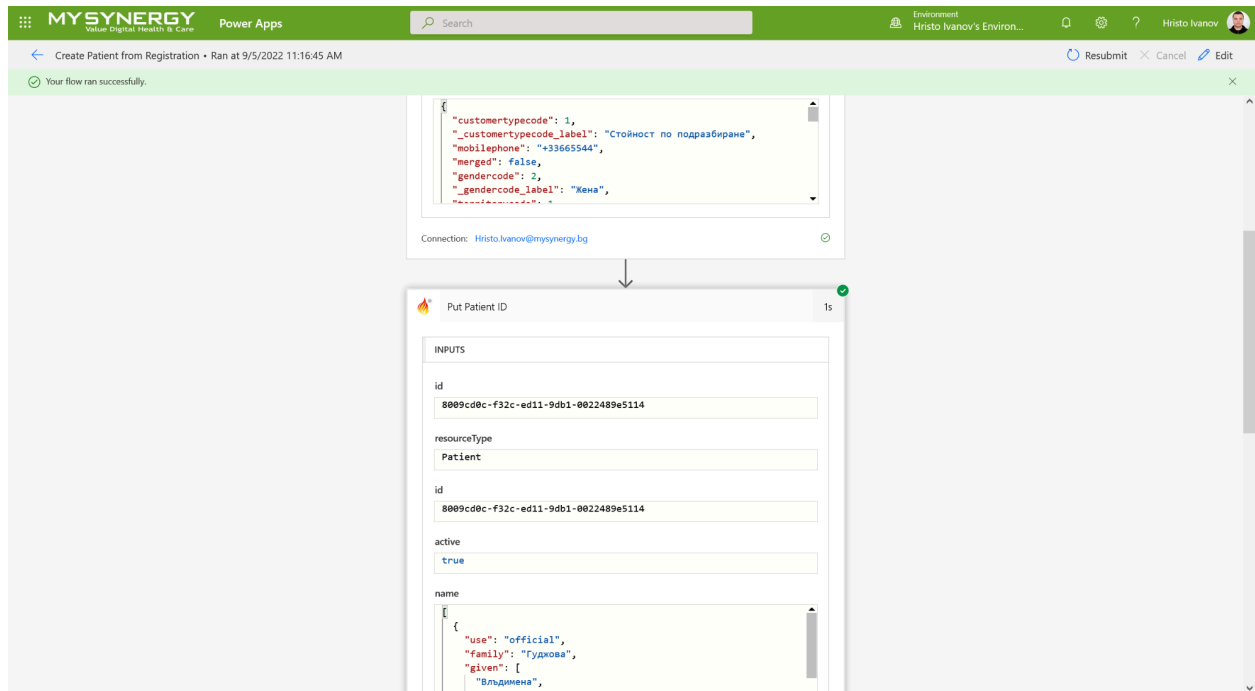 MYSYNERGY
Value Digital Health & Care
Power Apps
Search
Environment
Hristo Ivanov's Environ...
?
Hristo Ivanov
Create Patient from Registration • Ran at 9/5/2022 11:16:45 AM
Resubmit
Cancel
Edit
Your flow ran successfully.
{
"customertypecode": 1,
"_customertypecode_label": "Стойност по подразбиране",
"mobilephone": "+33665544",
"merged": false,
"gendercode": 2,
"_gendercode_label": "Жена",
"territorycode": 1
Connection: Hristo.Ivanov@mysynergy.bg
Put Patient ID
1s
INPUTS
id
8009cd0c-f32c-ed11-9db1-0022489e5114
resourceType
Patient
id
8009cd0c-f32c-ed11-9db1-0022489e5114
active
true
name
[
{
"use": "official",
"family": "Гуджова",
"given": [
"Влъдимена",